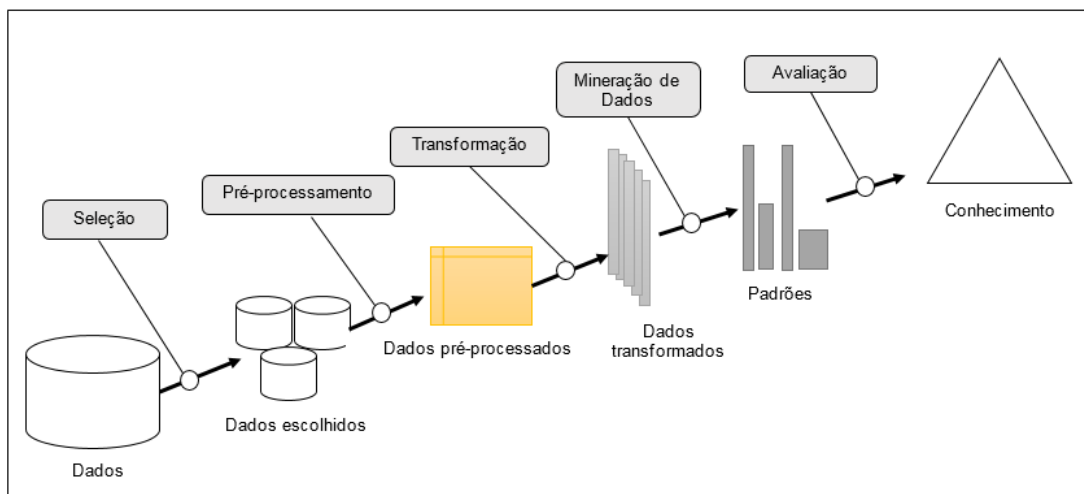 Seleção
Pré-processamento
Transformação
Mineração de
Dados
Avaliação
Dados
Dados escolhidos
Dados pré-processados
Dados
transformados
Padrões
Conhecimento